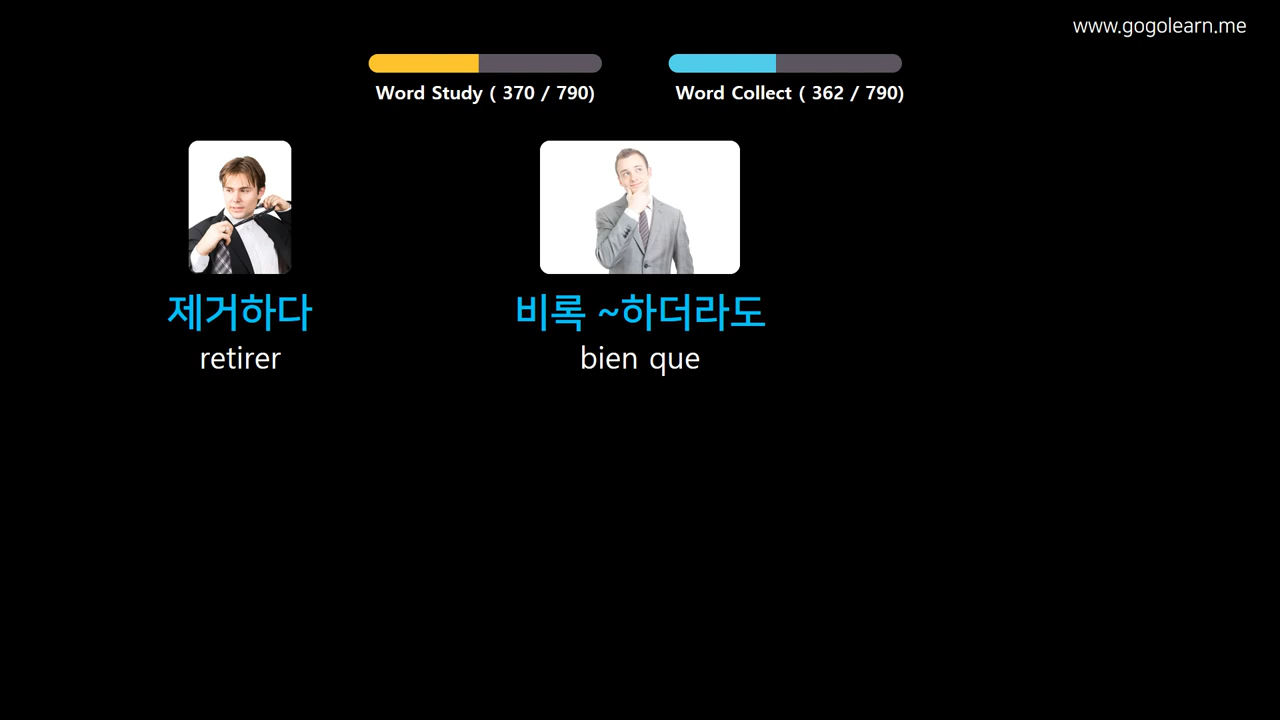 www.gogolearn.me
Word Study ( 370 / 790)
Word Collect ( 362 / 790)
제거하다
retirer
비록 ~하더라도
bien que